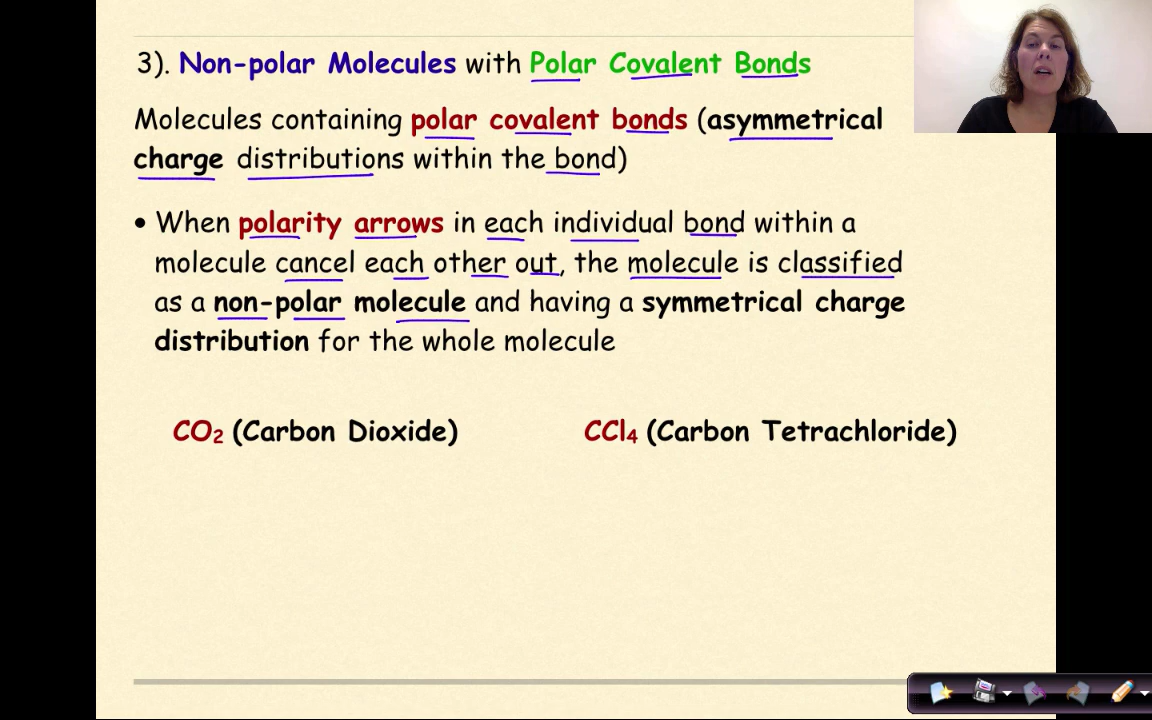 3). Non-polar Molecules with Polar Covalent Bonds
Molecules containing polar covalent bonds (asymmetrical
charge distributions within the bond)
• When polarity arrows in each individual bond within a
molecule cancel each other out, the molecule is classified
as a non-polar molecule and having a symmetrical charge
distribution for the whole molecule
CO₂ (Carbon Dioxide) CCl₄ (Carbon Tetrachloride)